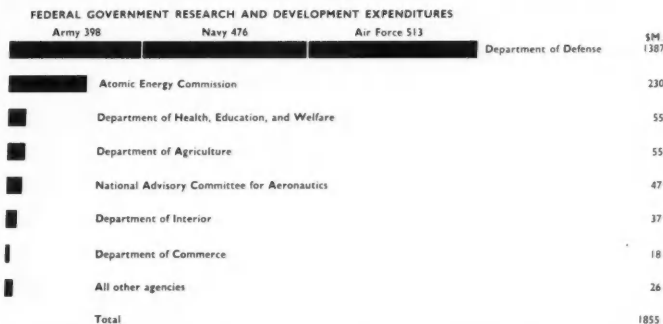 FEDERAL GOVERNMENT RESEARCH AND DEVELOPMENT EXPENDITURES
Army 398 Navy 476 Air Force 513
$M
Department of Defense 1387
Atomic Energy Commission 230
Department of Health, Education, and Welfare 55
Department of Agriculture 55
National Advisory Committee for Aeronautics 47
Department of Interior 37
Department of Commerce 18
All other agencies 26
Total 1855